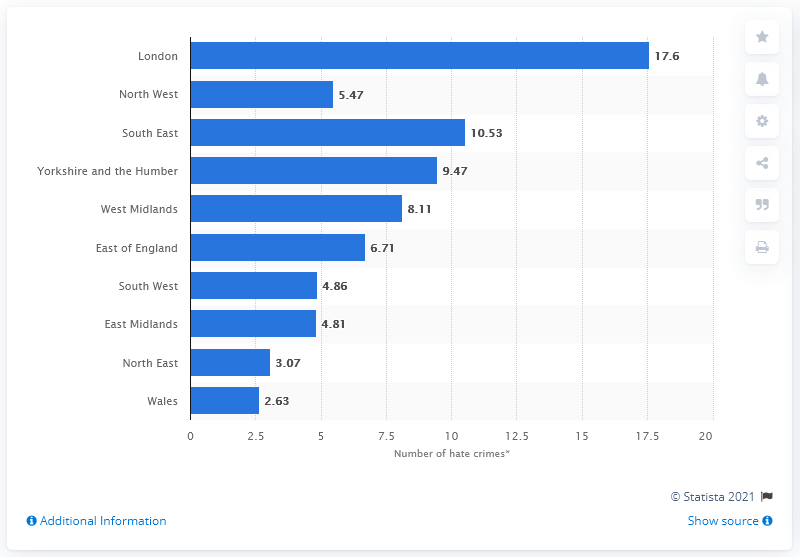 London 17.6
North West 5.47
South East 10.53
Yorkshire and the Humber 9.47
West Midlands 8.11
East of England 6.71
South West 4.86
East Midlands 4.81
North East 3.07
Wales 2.63
0 2.5 5 7.5 10 12.5 15 17.5 20
Number of hate crimes*
© Statista 2021
Additional Information Show source